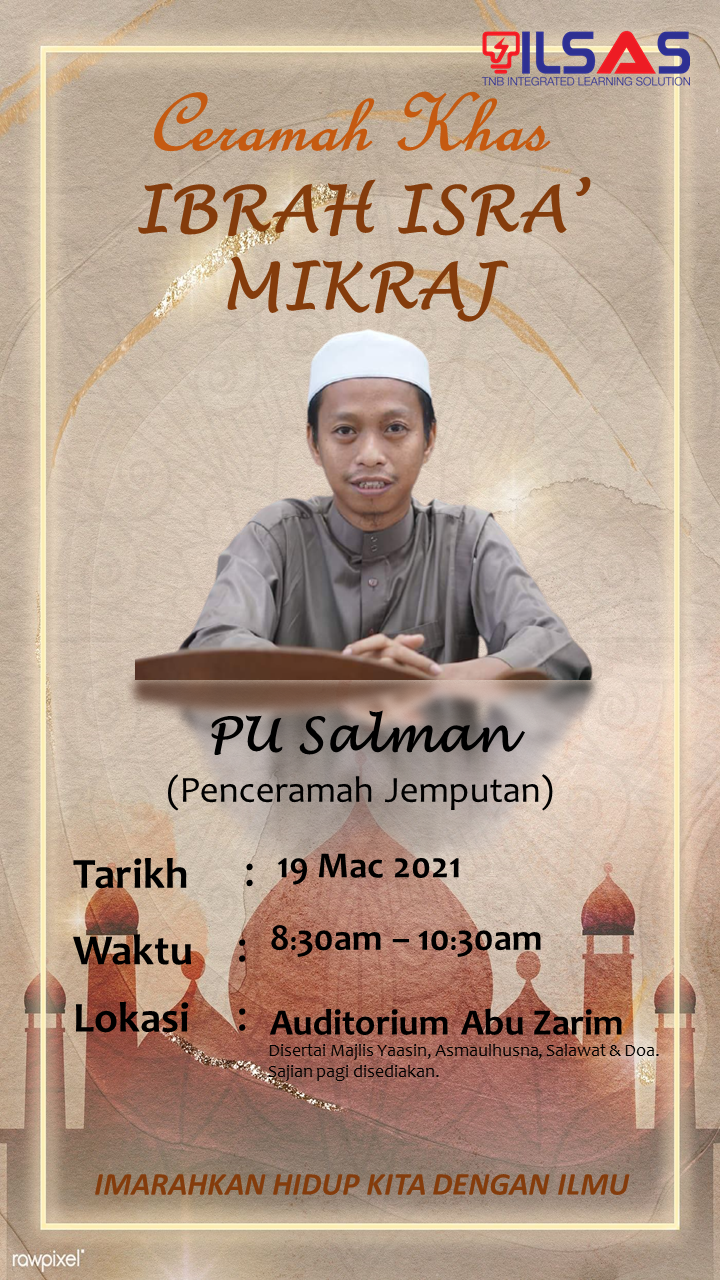 ILSAS
TNB INTEGRATED LEARNING SOLUTION
Ceramah Khas
IBRAH ISRA’
MIKRAJ
PU Salman
(Penceramah Jemputan)
Tarikh : 19 Mac 2021
Waktu : 8:30am – 10:30am
Lokasi : Auditorium Abu Zarim
Disertai Majlis Yaasin, Asmaulhusna, Salawat & Doa.
Sajian pagi disediakan.
IMARAHKAN HIDUP KITA DENGAN ILMU
rawpixel